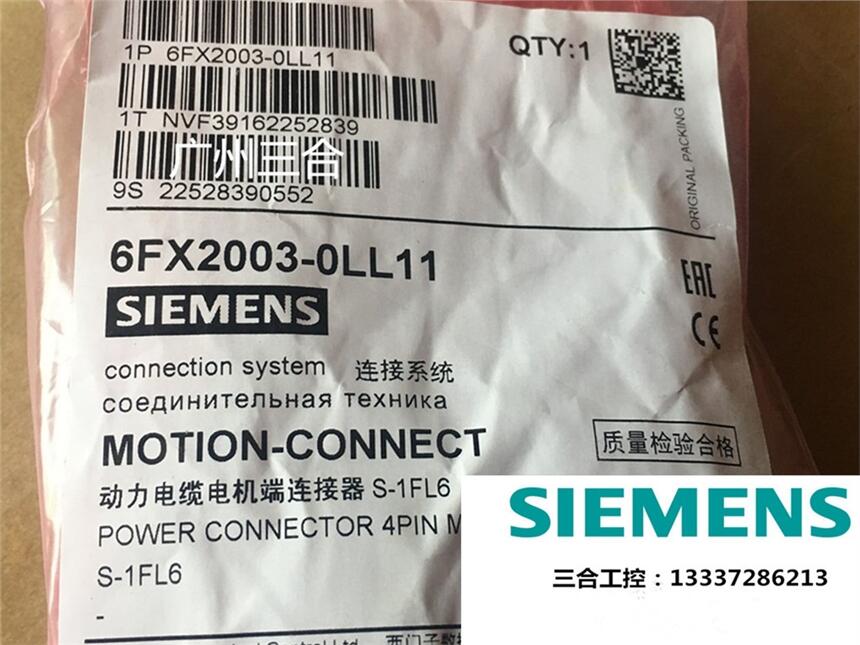 1P 6FX2003-0LL11
QTY:1
1T NVF39162252839
广州三合
9S 22528390552
ORIGINAL PACKING
6FX2003-0LL11
SIEMENS
EAC
CE
connection system 连接系统
соединительная техника
MOTION-CONNECT
质量检验合格
动力电缆电机端连接器 S-1FL6
POWER CONNECTOR 4PIN
S-1FL6
-
SIEMENS
三合工控：13337286213